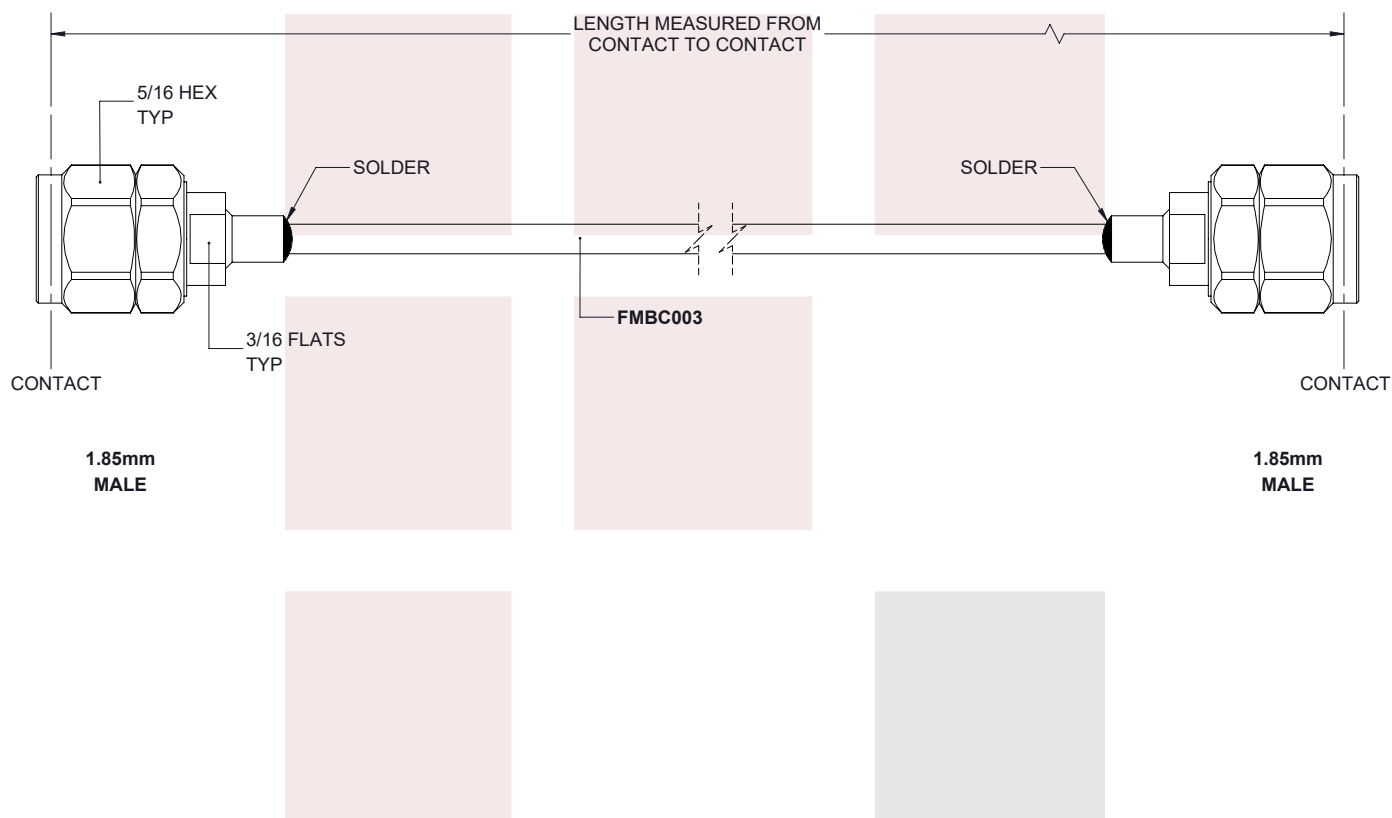 LENGTH MEASURED FROM
CONTACT TO CONTACT
5/16 HEX
TYP
SOLDER
SOLDER
FMBC003
3/16 FLATS
TYP
CONTACT
CONTACT
1.85mm
MALE
1.85mm
MALE